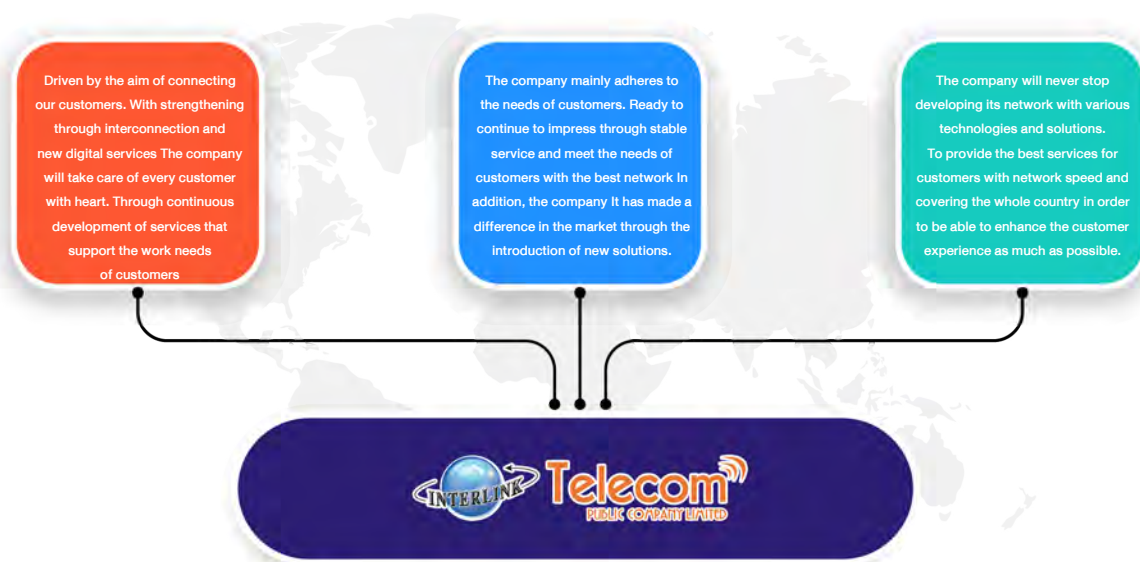 Driven by the aim of connecting
our customers. With strengthening
through interconnection and
new digital services The company
will take care of every customer
with heart. Through continuous
development of services that
support the work needs
of customers
The company mainly adheres to
the needs of customers. Ready to
continue to impress through stable
service and meet the needs of
customers with the best network In
addition, the company It has made a
difference in the market through the
introduction of new solutions.
The company will never stop
developing its network with various
technologies and solutions.
To provide the best services for
customers with network speed and
covering the whole country in order
to be able to enhance the customer
experience as much as possible.
INTERLINK
Telecom
PUBLIC COMPANY LIMITED